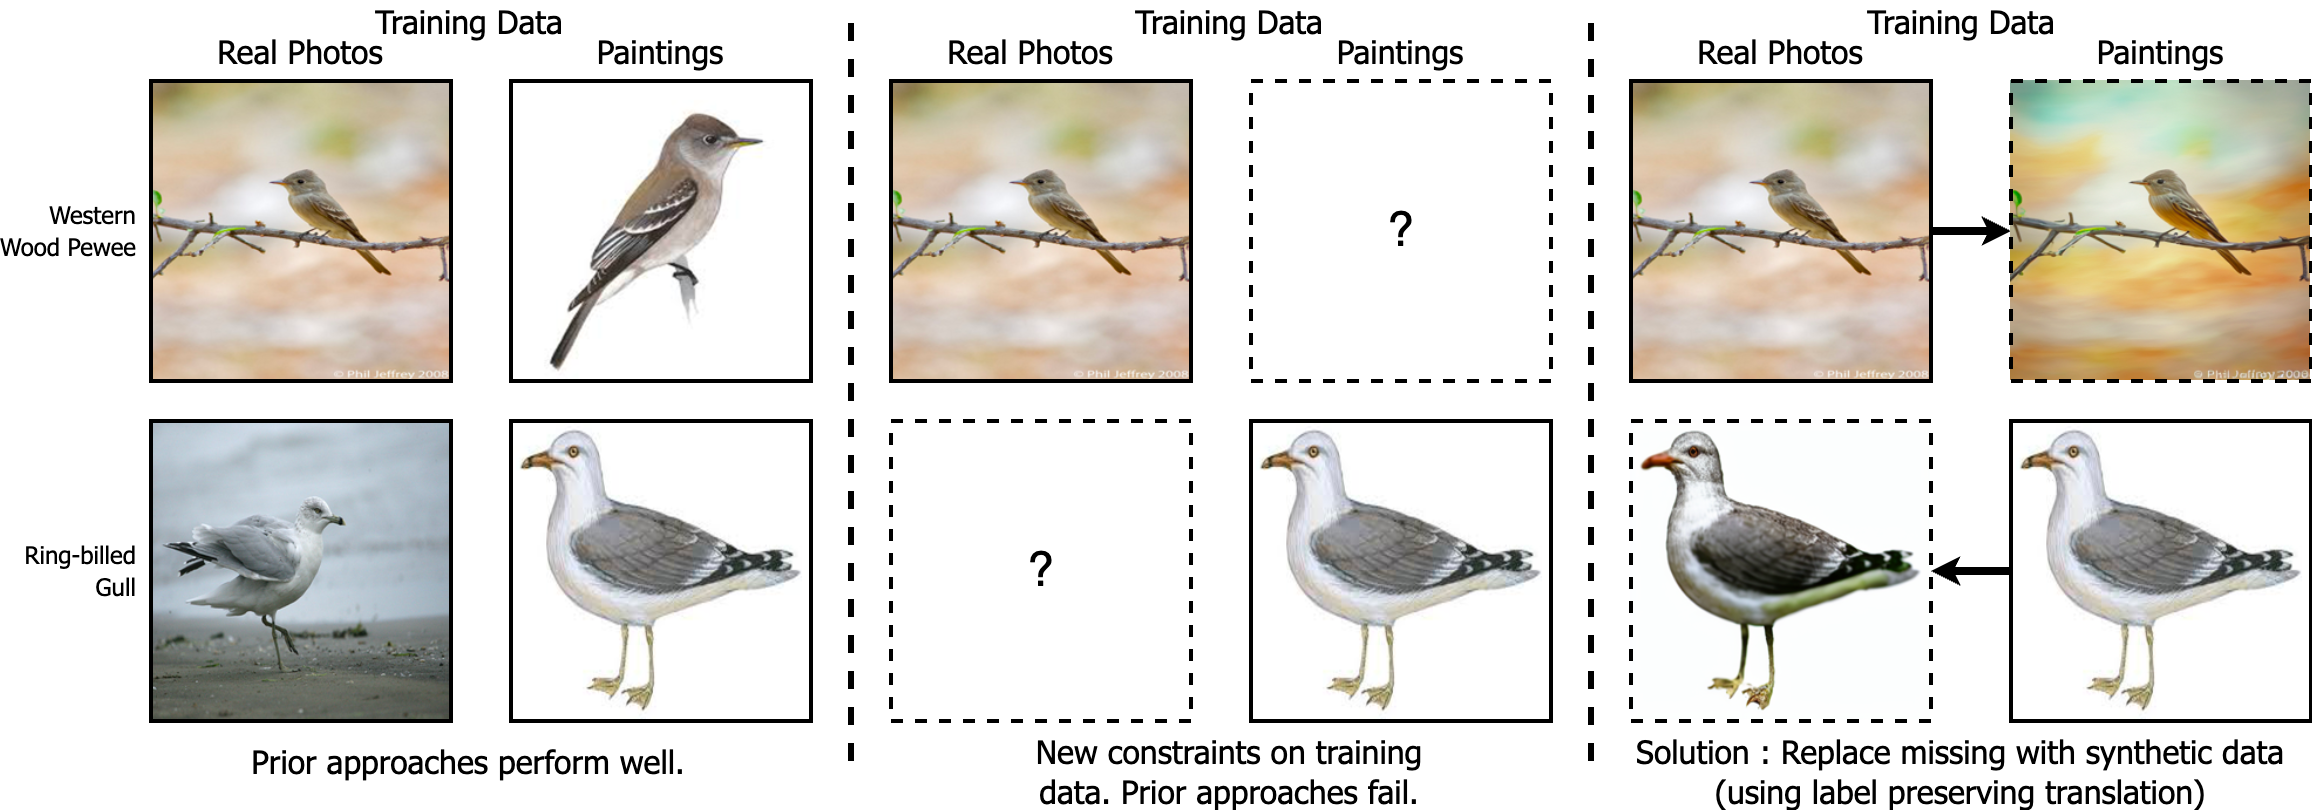 Training Data
Real Photos
Paintings
Western
Wood Pewee
© Phil Jeffrey 2008
Ring-billed
Gull
Prior approaches perform well.
Training Data
Real Photos
Paintings
© Phil Jeffrey 2008
?
?
New constraints on training
data. Prior approaches fail.
Training Data
Real Photos
Paintings
© Phil Jeffrey 2008
© Phil Jeffrey 2008
Solution : Replace missing with synthetic data
(using label preserving translation)